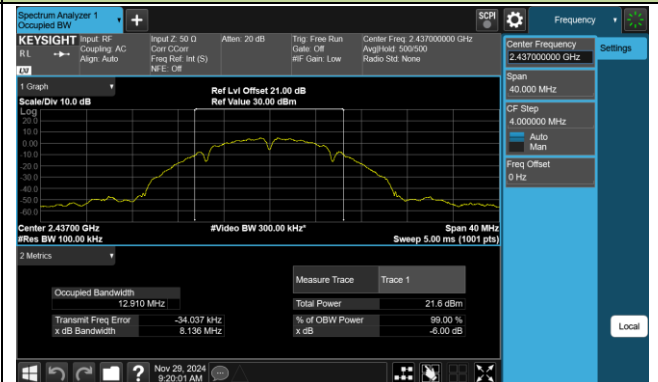 Spectrum Analyzer 1
Occupied BW
+
SCPI
Frequency
KEYSIGHT
RL
LXI
Input: RF
Coupling: AC
Align: Auto
Input Z: 50 Ω
Corr CCorr
Freq Ref: Int (S)
NFE: Off
Atten: 20 dB
Trig: Free Run
Gate: Off
#IF Gain: Low
Center Freq: 2.437000000 GHz
Avg|Hold: 500/500
Radio Std: None
Center Frequency
2.437000000 GHz
Settings
Span
40.000 MHz
CF Step
4.000000 MHz
Auto
Man
Freq Offset
0 Hz
1 Graph
Scale/Div 10.0 dB
Ref Lvl Offset 21.00 dB
Ref Value 30.00 dBm
Log
20.0
10.0
0.00
-10.0
-20.0
-30.0
-40.0
-50.0
-60.0
Center 2.43700 GHz
#Video BW 300.00 kHz*
Span 40 MHz
#Res BW 100.00 kHz
Sweep 5.00 ms (1001 pts)
2 Metrics
Measure Trace
Trace 1
Occupied Bandwidth
12.910 MHz
Total Power
21.6 dBm
Transmit Freq Error
-34.037 kHz
% of OBW Power
99.00 %
x dB Bandwidth
8.136 MHz
x dB
-6.00 dB
Local
?
Nov 29, 2024
9:20:01 AM